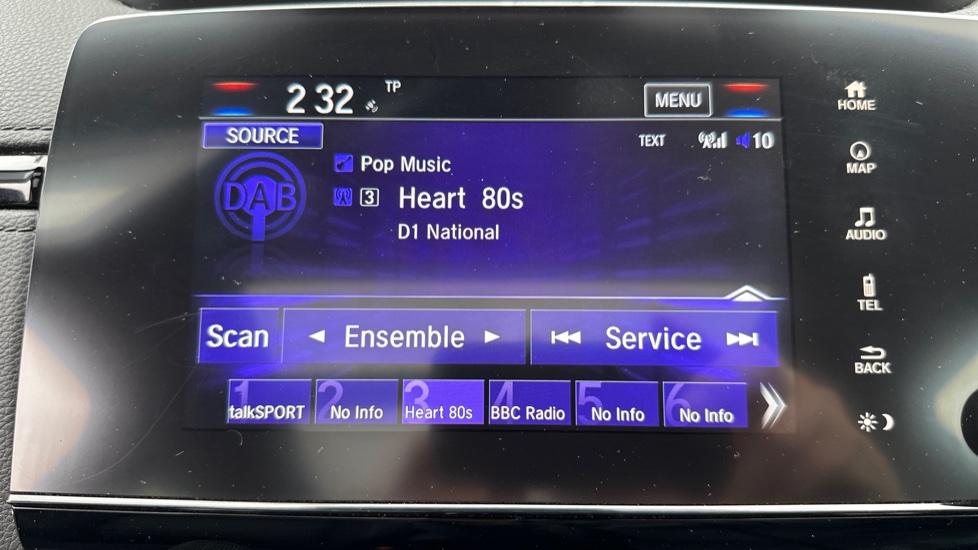 2 32 TP MENU
SOURCE TEXT 10
DAB Pop Music
3 Heart 80s
D1 National
Scan Ensemble Service
1 talkSPORT
2 No Info
3 Heart 80s
4 BBC Radio
5 No Info
6 No Info
HOME
MAP
AUDIO
TEL
BACK